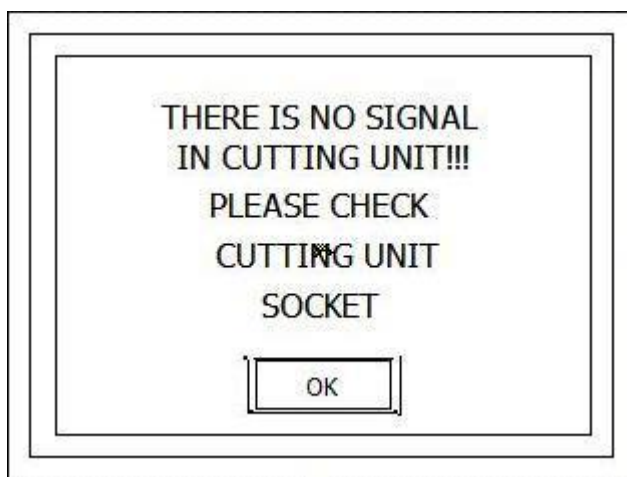 THERE IS NO SIGNAL
IN CUTTING UNIT!!!
PLEASE CHECK
CUTTING UNIT
SOCKET
OK